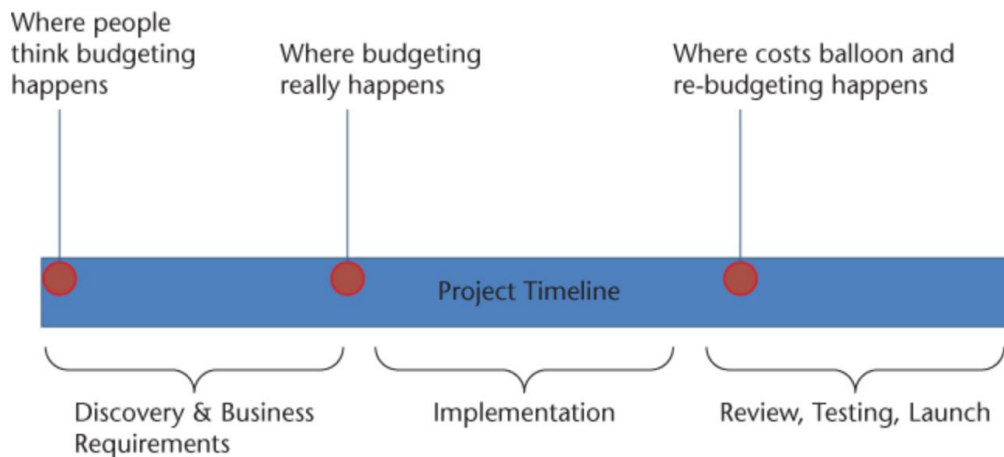 Where people
think budgeting
happens
Where budgeting
really happens
Where costs balloon and
re-budgeting happens
Project Timeline
Discovery & Business
Requirements
Implementation
Review, Testing, Launch